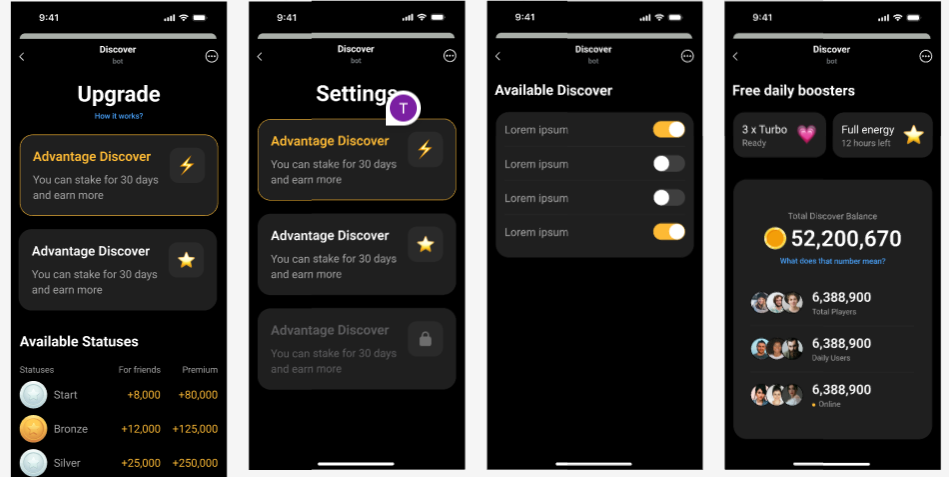 9:41
Discover
bot
Upgrade
How it works?
Advantage Discover
You can stake for 30 days
and earn more
Advantage Discover
You can stake for 30 days
and earn more
Available Statuses
Statuses For friends Premium
Start +8,000 +80,000
Bronze +12,000 +125,000
Silver +25,000 +250,000
9:41
Discover
bot
Settings
T
Advantage Discover
You can stake for 30 days
and earn more
Advantage Discover
You can stake for 30 days
and earn more
Advantage Discover
You can stake for 30 days
and earn more
9:41
Discover
bot
Available Discover
Lorem ipsum
Lorem ipsum
Lorem ipsum
Lorem ipsum
9:41
Discover
bot
Free daily boosters
3 x Turbo
Ready
Full energy
12 hours left
Total Discover Balance
52,200,670
What does that number mean?
6,388,900
Total Players
6,388,900
Daily Users
6,388,900
Online